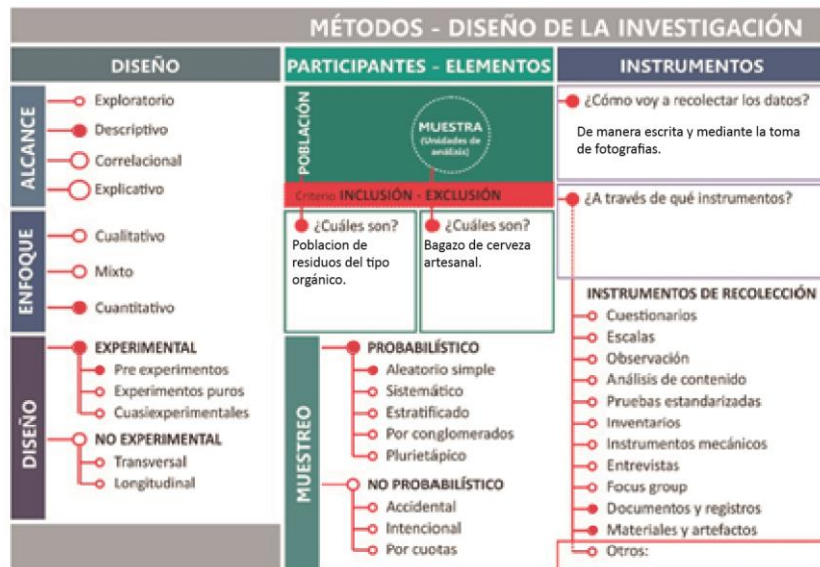 MÉTODOS - DISEÑO DE LA INVESTIGACIÓN
DISEÑO
ALCANCE
Exploratorio
Descriptivo
Correlacional
Explicativo
ENFOQUE
Cualitativo
Mixto
Cuantitativo
DISEÑO
EXPERIMENTAL
Pre experimentos
Experimentos puros
Cuasiexperimentales
NO EXPERIMENTAL
Transversal
Longitudinal
PARTICIPANTES - ELEMENTOS
POBLACIÓN
MUESTRA
(Unidades de
análisis)
Criterio INCLUSIÓN - EXCLUSIÓN
¿Cuáles son?
Poblacion de
residuos del tipo
orgánico.
¿Cuáles son?
Bagazo de cerveza
artesanal.
MUESTREO
PROBABILÍSTICO
Aleatorio simple
Sistemático
Estratificado
Por conglomerados
Plurietápico
NO PROBABILÍSTICO
Accidental
Intencional
Por cuotas
INSTRUMENTOS
¿Cómo voy a recolectar los datos?
De manera escrita y mediante la toma
de fotografias.
¿A través de qué instrumentos?
INSTRUMENTOS DE RECOLECCIÓN
Cuestionarios
Escalas
Observación
Análisis de contenido
Pruebas estandarizadas
Inventarios
Instrumentos mecánicos
Entrevistas
Focus group
Documentos y registros
Materiales y artefactos
Otros: